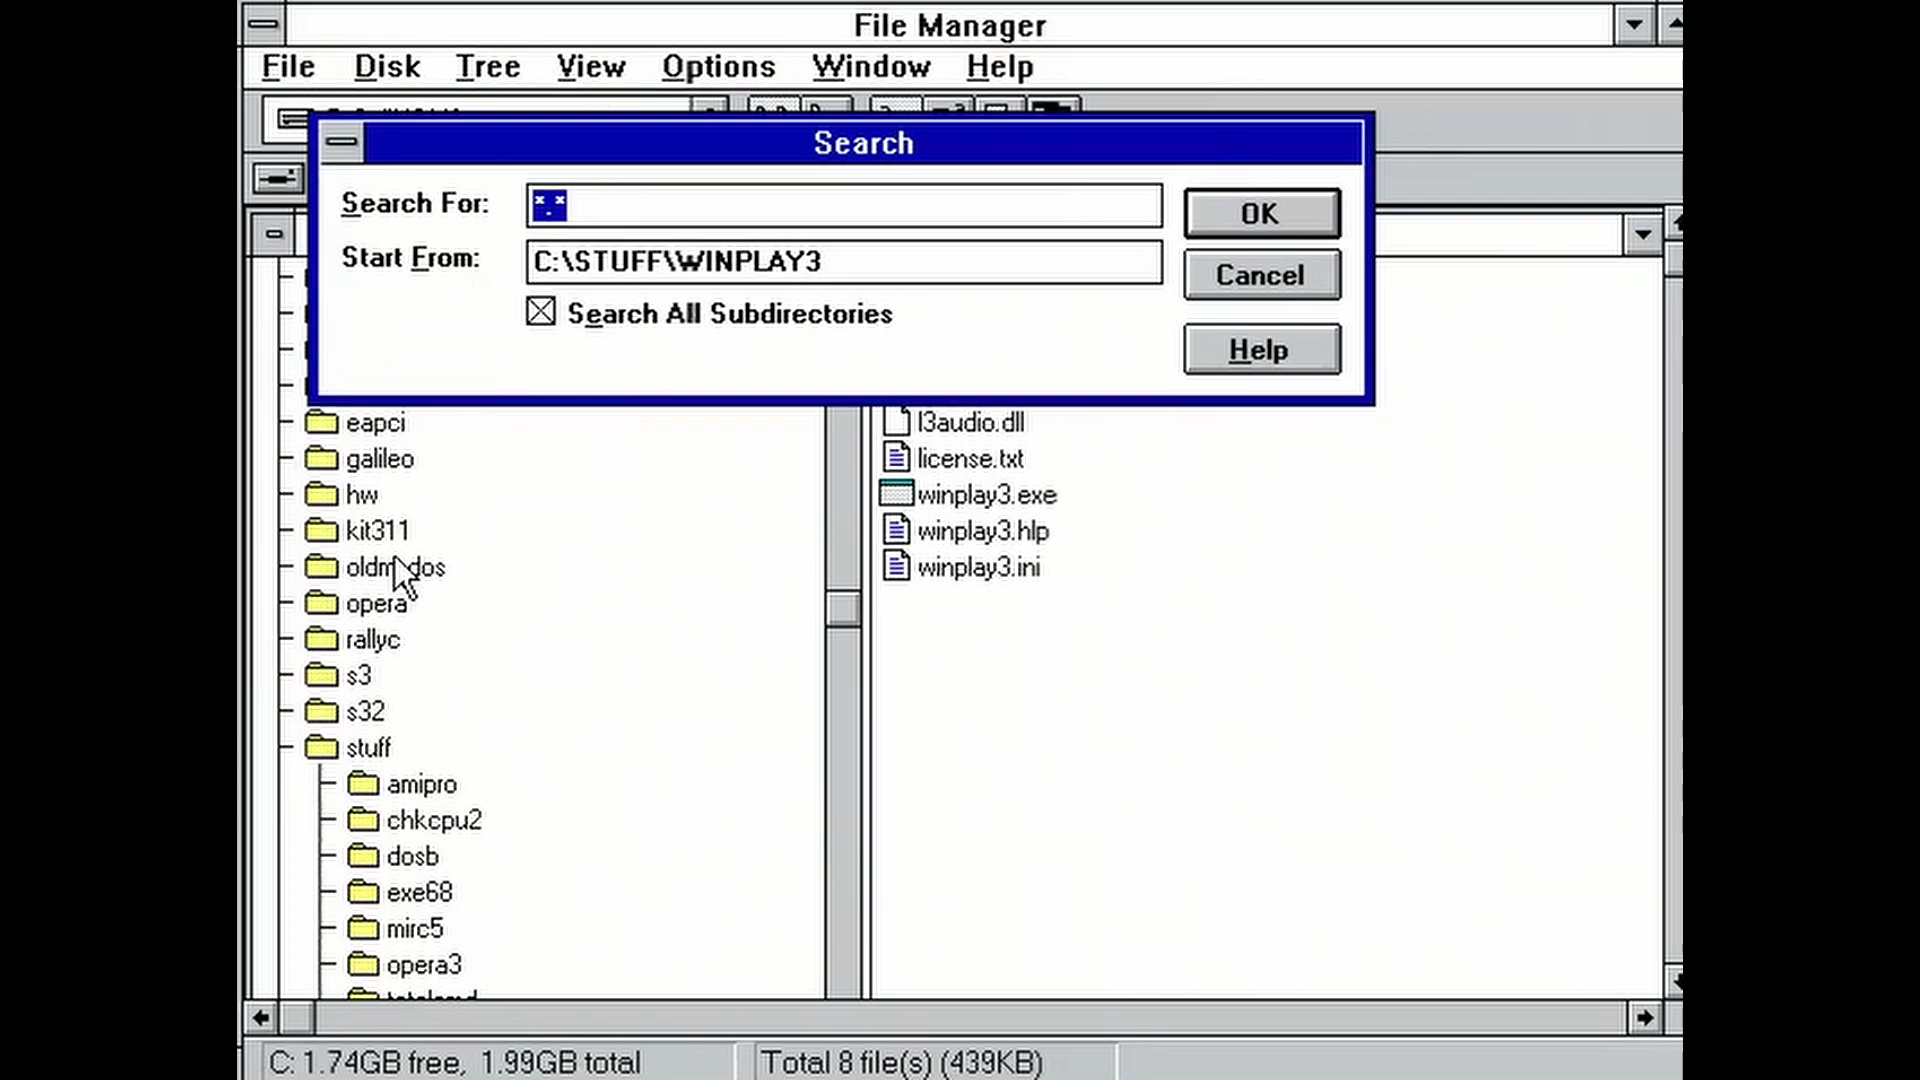 File Manager
File Disk Tree View Options Window Help
Search
Search For: *.*
OK
Start From: C:\STUFF\WINPLAY3
Cancel
Search All Subdirectories
Help
eapci
galileo
hw
kit311
opera
rallyc
s3
s32
stuff
amipro
chkcpu2
dosb
exe68
mirc5
opera3
l3audio.dll
license.txt
winplay3.exe
winplay3.hlp
winplay3.ini
C: 1.74GB free, 1.99GB total
Total 8 file(s) (439KB)